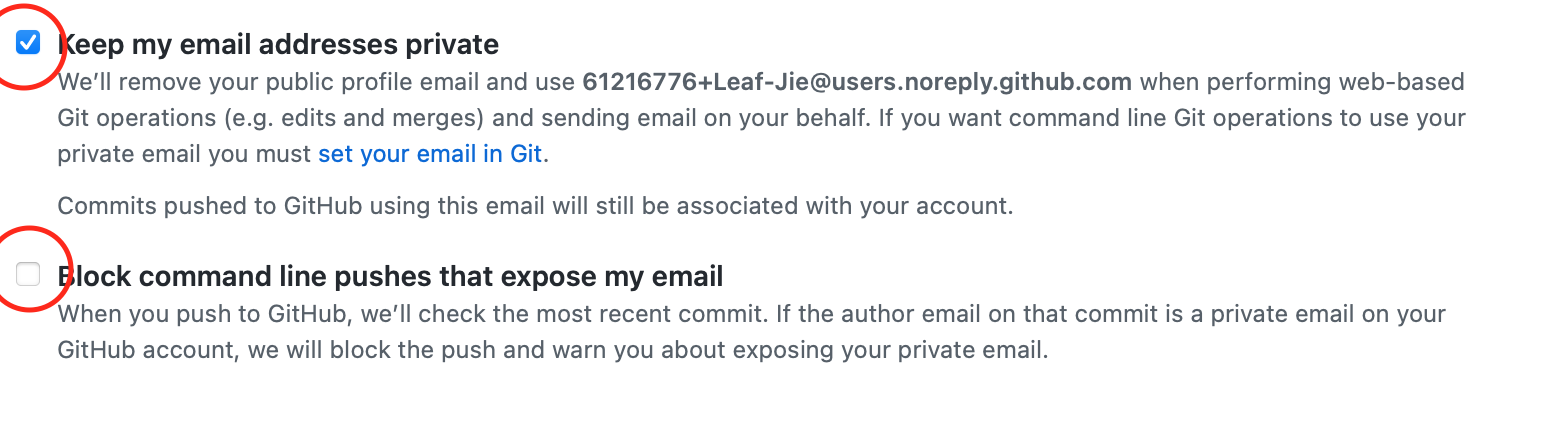 Keep my email addresses private
We’ll remove your public profile email and use 61216776+Leaf-Jie@users.noreply.github.com when performing web-based
Git operations (e.g. edits and merges) and sending email on your behalf. If you want command line Git operations to use your
private email you must set your email in Git.
Commits pushed to GitHub using this email will still be associated with your account.
Block command line pushes that expose my email
When you push to GitHub, we’ll check the most recent commit. If the author email on that commit is a private email on your
GitHub account, we will block the push and warn you about exposing your private email.